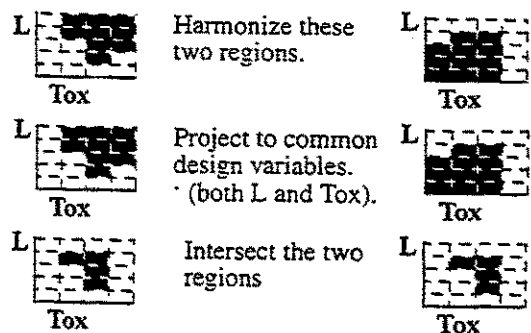 L
Harmonize these
two regions.
L
Tox
Tox
L
Project to common
design variables.
(both L and Tox).
L
Tox
Tox
L
Intersect the two
regions
L
Tox
Tox